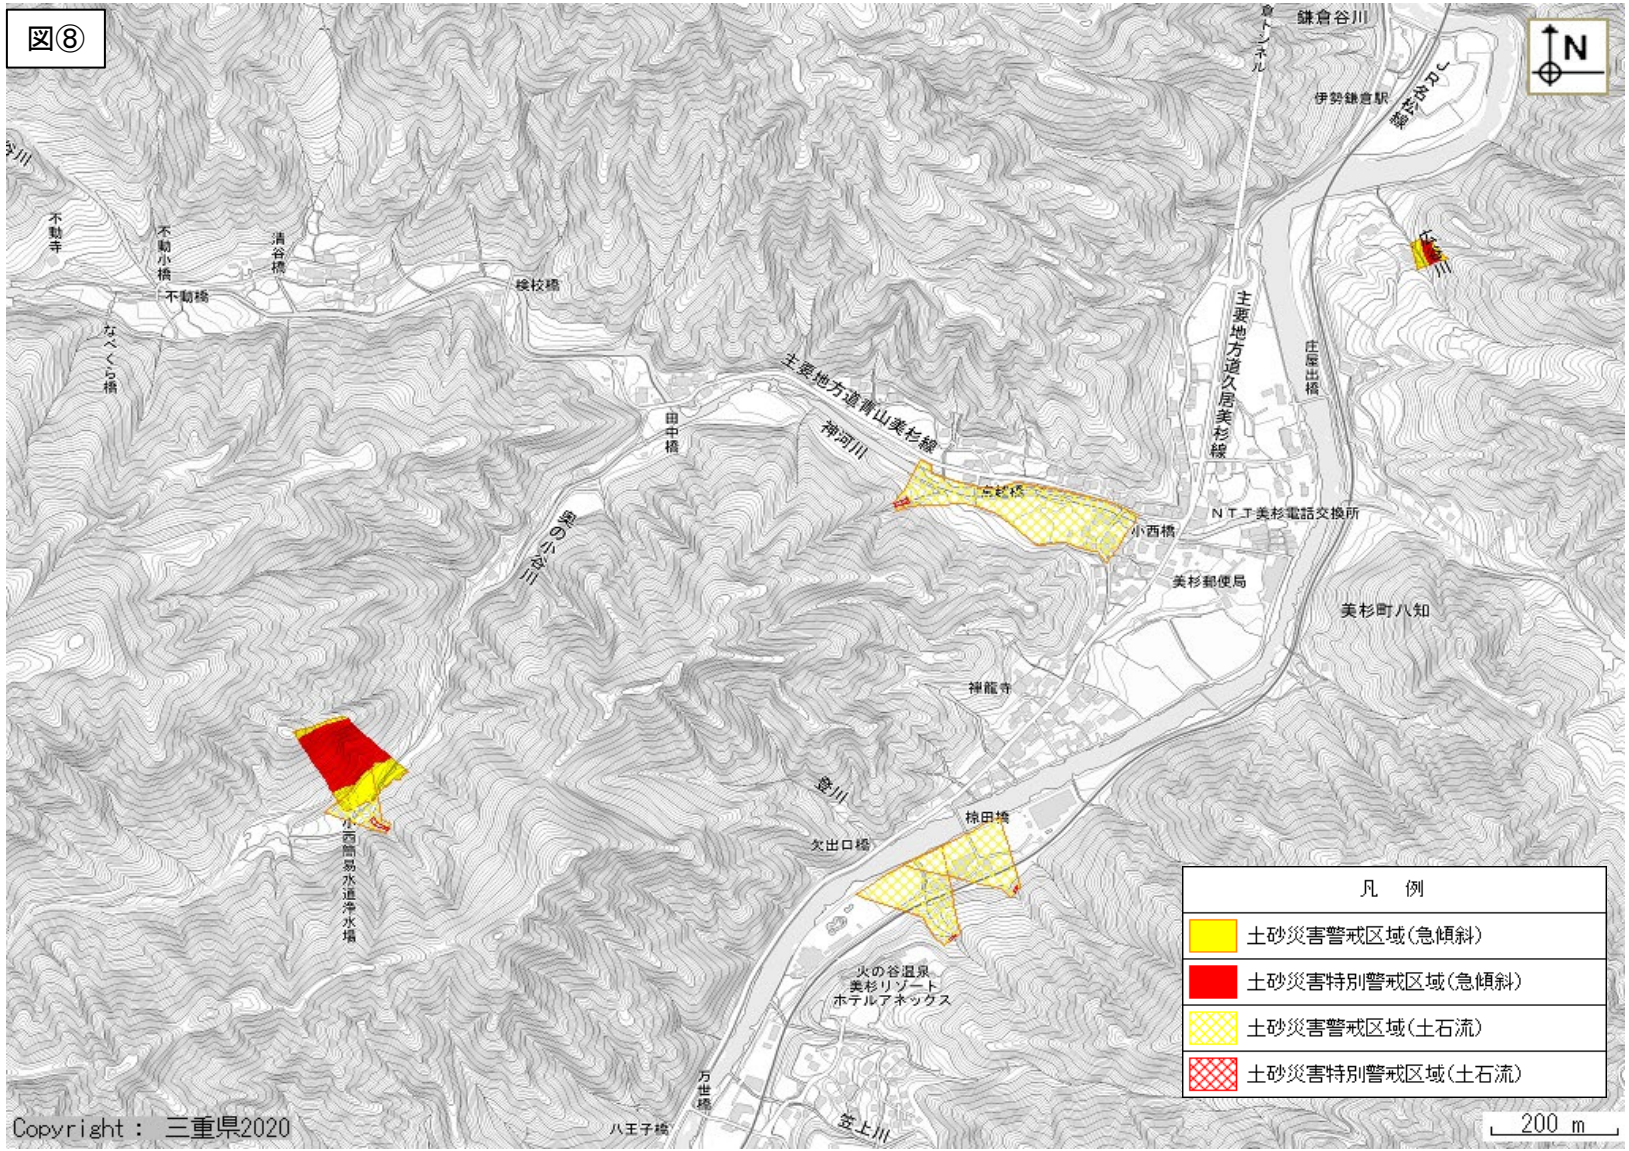 図⑧
鎌倉谷川
倉トンネル
N
JR名松線
伊勢鎌倉駅
谷川
不動寺
不動小橋
清谷橋
検校橋
不動橋
なべくら橋
主要地方道久居美杉線
庄屋出橋
主要地方道青山美杉線
神河川
田中橋
小西橋
NTT美杉電話交換所
奥の小谷川
美杉郵便局
美杉町八知
禅龍寺
登川
椋田橋
欠出口橋
小西簡易水道浄水場
火の谷温泉
美杉リゾート
ホテルアネックス
万世橋
八王子橋
笠上川
凡 例
土砂災害警戒区域(急傾斜)
土砂災害特別警戒区域(急傾斜)
土砂災害警戒区域(土石流)
土砂災害特別警戒区域(土石流)
Copyright : 三重県2020
200 m